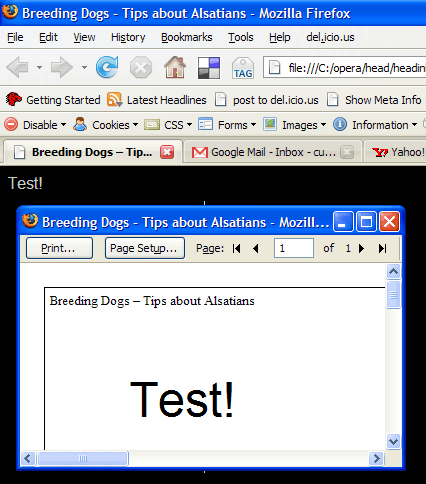 Breeding Dogs - Tips about Alsatians - Mozilla Firefox
File Edit View History Bookmarks Tools Help del.icio.us
TAG file:///C:/opera/head/headin
Getting Started Latest Headlines post to del.icio.us Show Meta Info
Disable Cookies CSS Forms Images Information
Breeding Dogs – Tip... Google Mail - Inbox - cu... Yahoo!
Test!
Breeding Dogs - Tips about Alsatians - Mozill...
Print... Page Setup... Page: 1 of 1
Breeding Dogs – Tips about Alsatians
Test!